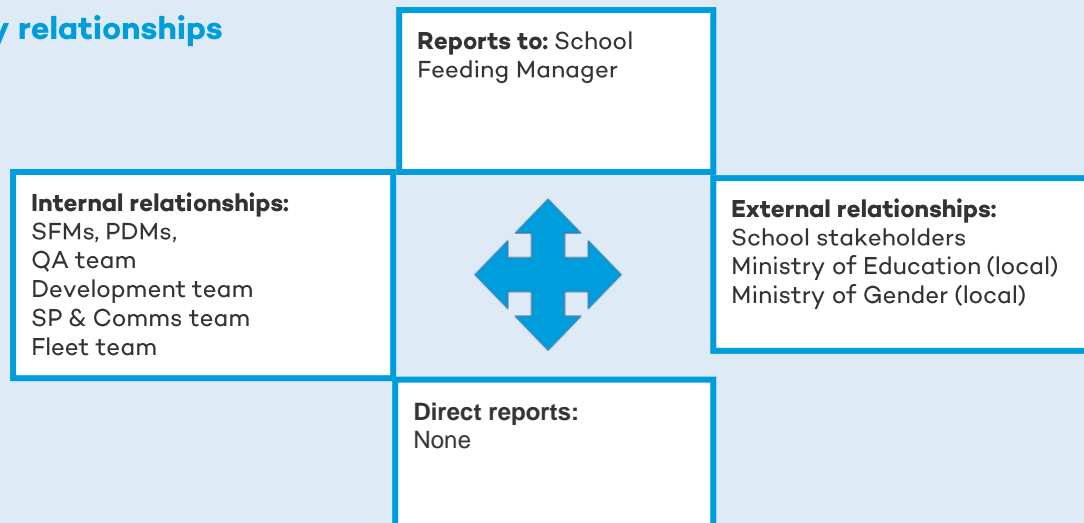 y relationships
Reports to: School
Feeding Manager
Internal relationships:
SFMs, PDMs,
QA team
Development team
SP & Comms team
Fleet team
External relationships:
School stakeholders
Ministry of Education (local)
Ministry of Gender (local)
Direct reports:
None